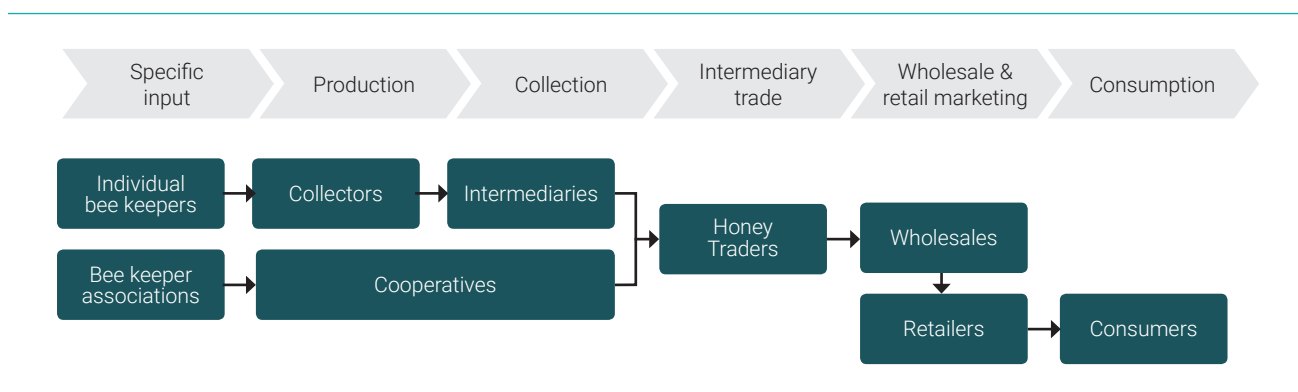 Specific
input
Production
Collection
Intermediary
trade
Wholesale &
retail marketing
Consumption
Individual
bee keepers
Collectors
Intermediaries
Bee keeper
associations
Cooperatives
Honey
Traders
Wholesales
Retailers
Consumers